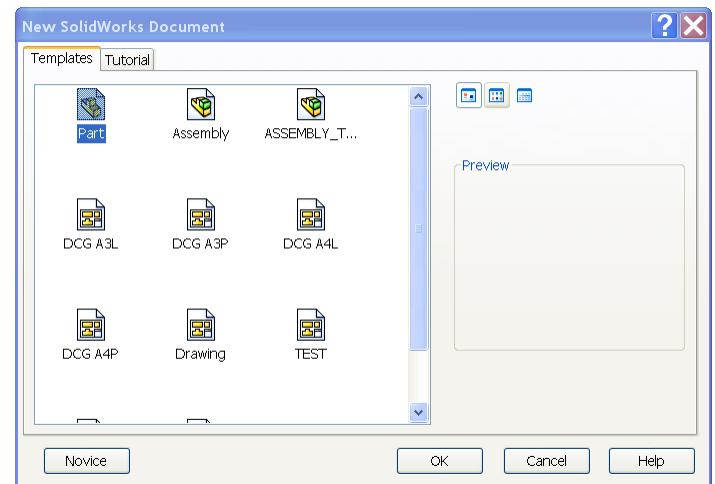 New SolidWorks Document
?
Templates Tutorial
Part Assembly ASSEMBLY_T...
Preview
DCG A3L DCG A3P DCG A4L
DCG A4P Drawing TEST
Novice OK Cancel Help